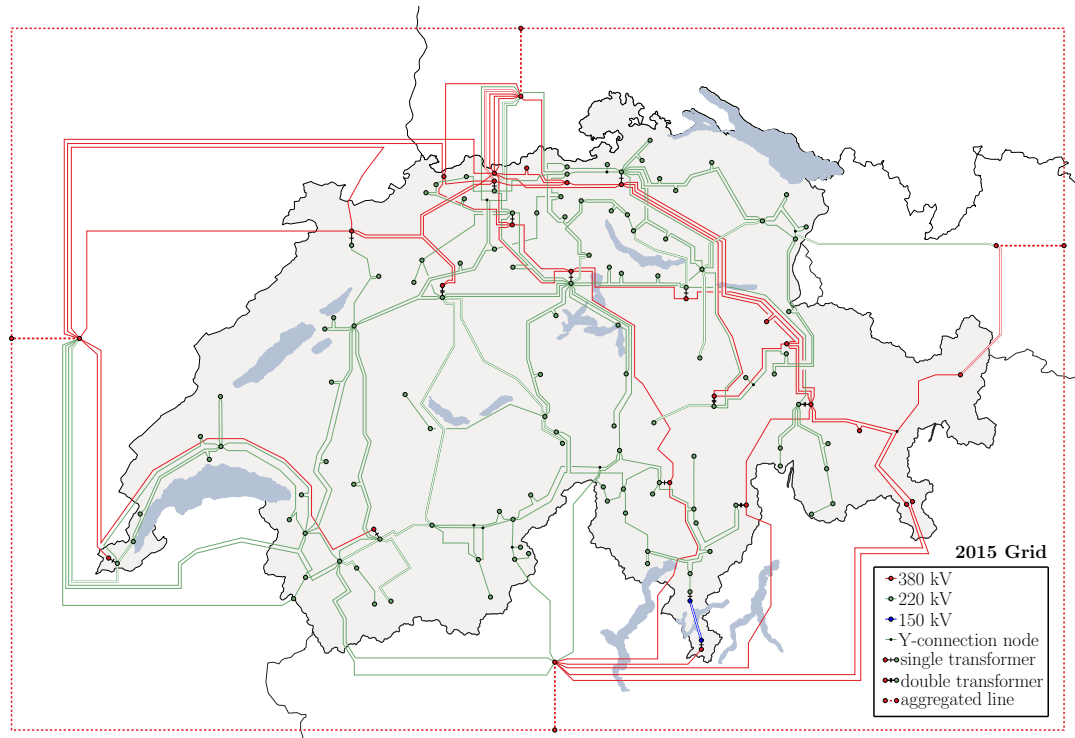 2015 Grid
380 kV
220 kV
150 kV
Y-connection node
single transformer
double transformer
aggregated line